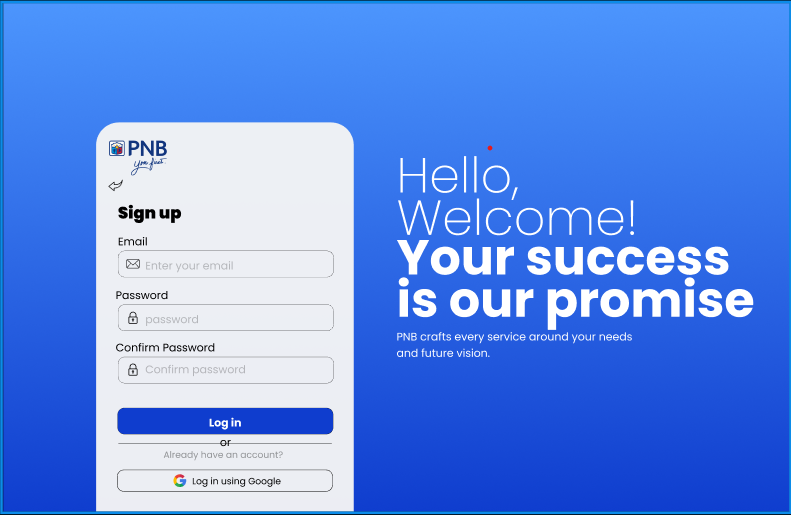 PNB
You first.
Sign up
Email
Enter your email
Password
password
Confirm Password
Confirm password
Log in
or
Already have an account?
Log in using Google
Hello,
Welcome!
Your success
is our promise
PNB crafts every service around your needs
and future vision.